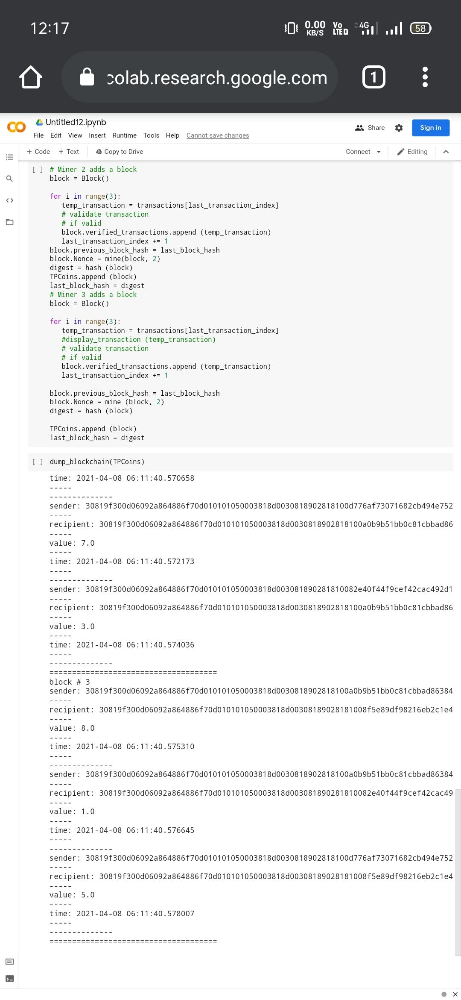 12:17
0.00 KB/S
Vo LTE
4G
58
colab.research.google.com
1
CO
Untitled12.ipynb
File Edit View Insert Runtime Tools Help Cannot save changes
Share
Sign in
+ Code + Text Copy to Drive
Connect
Editing
[ ] # Miner 2 adds a block
block = Block()
for i in range(3):
temp_transaction = transactions[last_transaction_index]
# validate transaction
# if valid
block.verified_transactions.append (temp_transaction)
last_transaction_index += 1
block.previous_block_hash = last_block_hash
block.Nonce = mine(block, 2)
digest = hash (block)
TPCoins.append (block)
last_block_hash = digest
# Miner 3 adds a block
block = Block()
for i in range(3):
temp_transaction = transactions[last_transaction_index]
#display_transaction (temp_transaction)
# validate transaction
# if valid
block.verified_transactions.append (temp_transaction)
last_transaction_index += 1
block.previous_block_hash = last_block_hash
block.Nonce = mine (block, 2)
digest = hash (block)
TPCoins.append (block)
last_block_hash = digest
[ ] dump_blockchain(TPCoins)
time: 2021-04-08 06:11:40.570658
-----
--------------
sender: 30819f300d06092a864886f70d010101050003818d0030818902818100d776af73071682cb494e752
-----
recipient: 30819f300d06092a864886f70d010101050003818d0030818902818100a0b9b51bb0c81cbbad86
-----
value: 7.0
-----
time: 2021-04-08 06:11:40.572173
-----
--------------
sender: 30819f300d06092a864886f70d010101050003818d003081890281810082e40f44f9cef42cac492d1
-----
recipient: 30819f300d06092a864886f70d010101050003818d0030818902818100a0b9b51bb0c81cbbad86
-----
value: 3.0
-----
time: 2021-04-08 06:11:40.574036
-----
--------------
=====================================
block # 3
sender: 30819f300d06092a864886f70d010101050003818d0030818902818100a0b9b51bb0c81cbbad86384
-----
recipient: 30819f300d06092a864886f70d010101050003818d00308189028181008f5e89df98216eb2c1e4
-----
value: 8.0
-----
time: 2021-04-08 06:11:40.575310
-----
--------------
sender: 30819f300d06092a864886f70d010101050003818d0030818902818100a0b9b51bb0c81cbbad86384
-----
recipient: 30819f300d06092a864886f70d010101050003818d003081890281810082e40f44f9cef42cac49
-----
value: 1.0
-----
time: 2021-04-08 06:11:40.576645
-----
--------------
sender: 30819f300d06092a864886f70d010101050003818d0030818902818100d776af73071682cb494e752
-----
recipient: 30819f300d06092a864886f70d010101050003818d00308189028181008f5e89df98216eb2c1e4
-----
value: 5.0
-----
time: 2021-04-08 06:11:40.578007
-----
--------------
=====================================